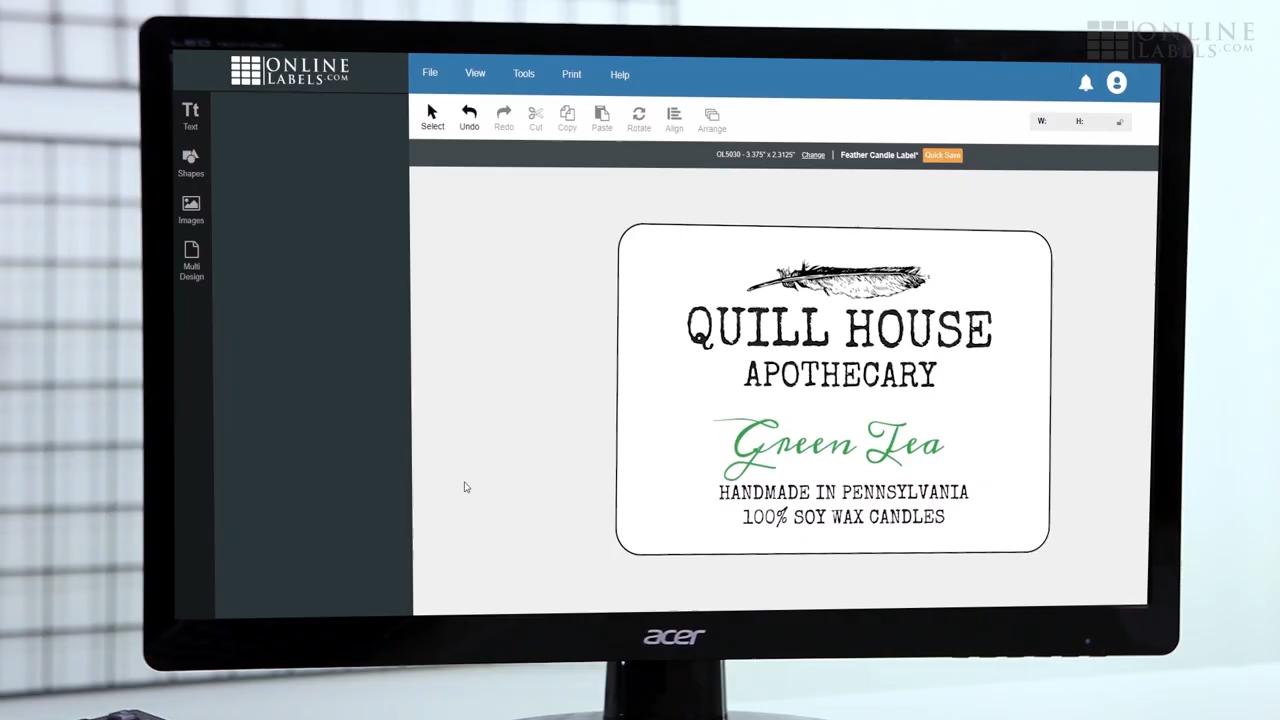 ONLINE
LABELS.COM
ONLINE
LABELS.COM
File View Tools Print Help
Tt
Text
Select Undo Redo Cut Copy Paste Rotate Align Arrange
W: H:
OL5030 - 3.375" x 2.3125" Change | Feather Candle Label* Quick Save
Shapes
Images
Multi
Design
QUILL HOUSE
APOTHECARY
Green Tea
HANDMADE IN PENNSYLVANIA
100% SOY WAX CANDLES
acer